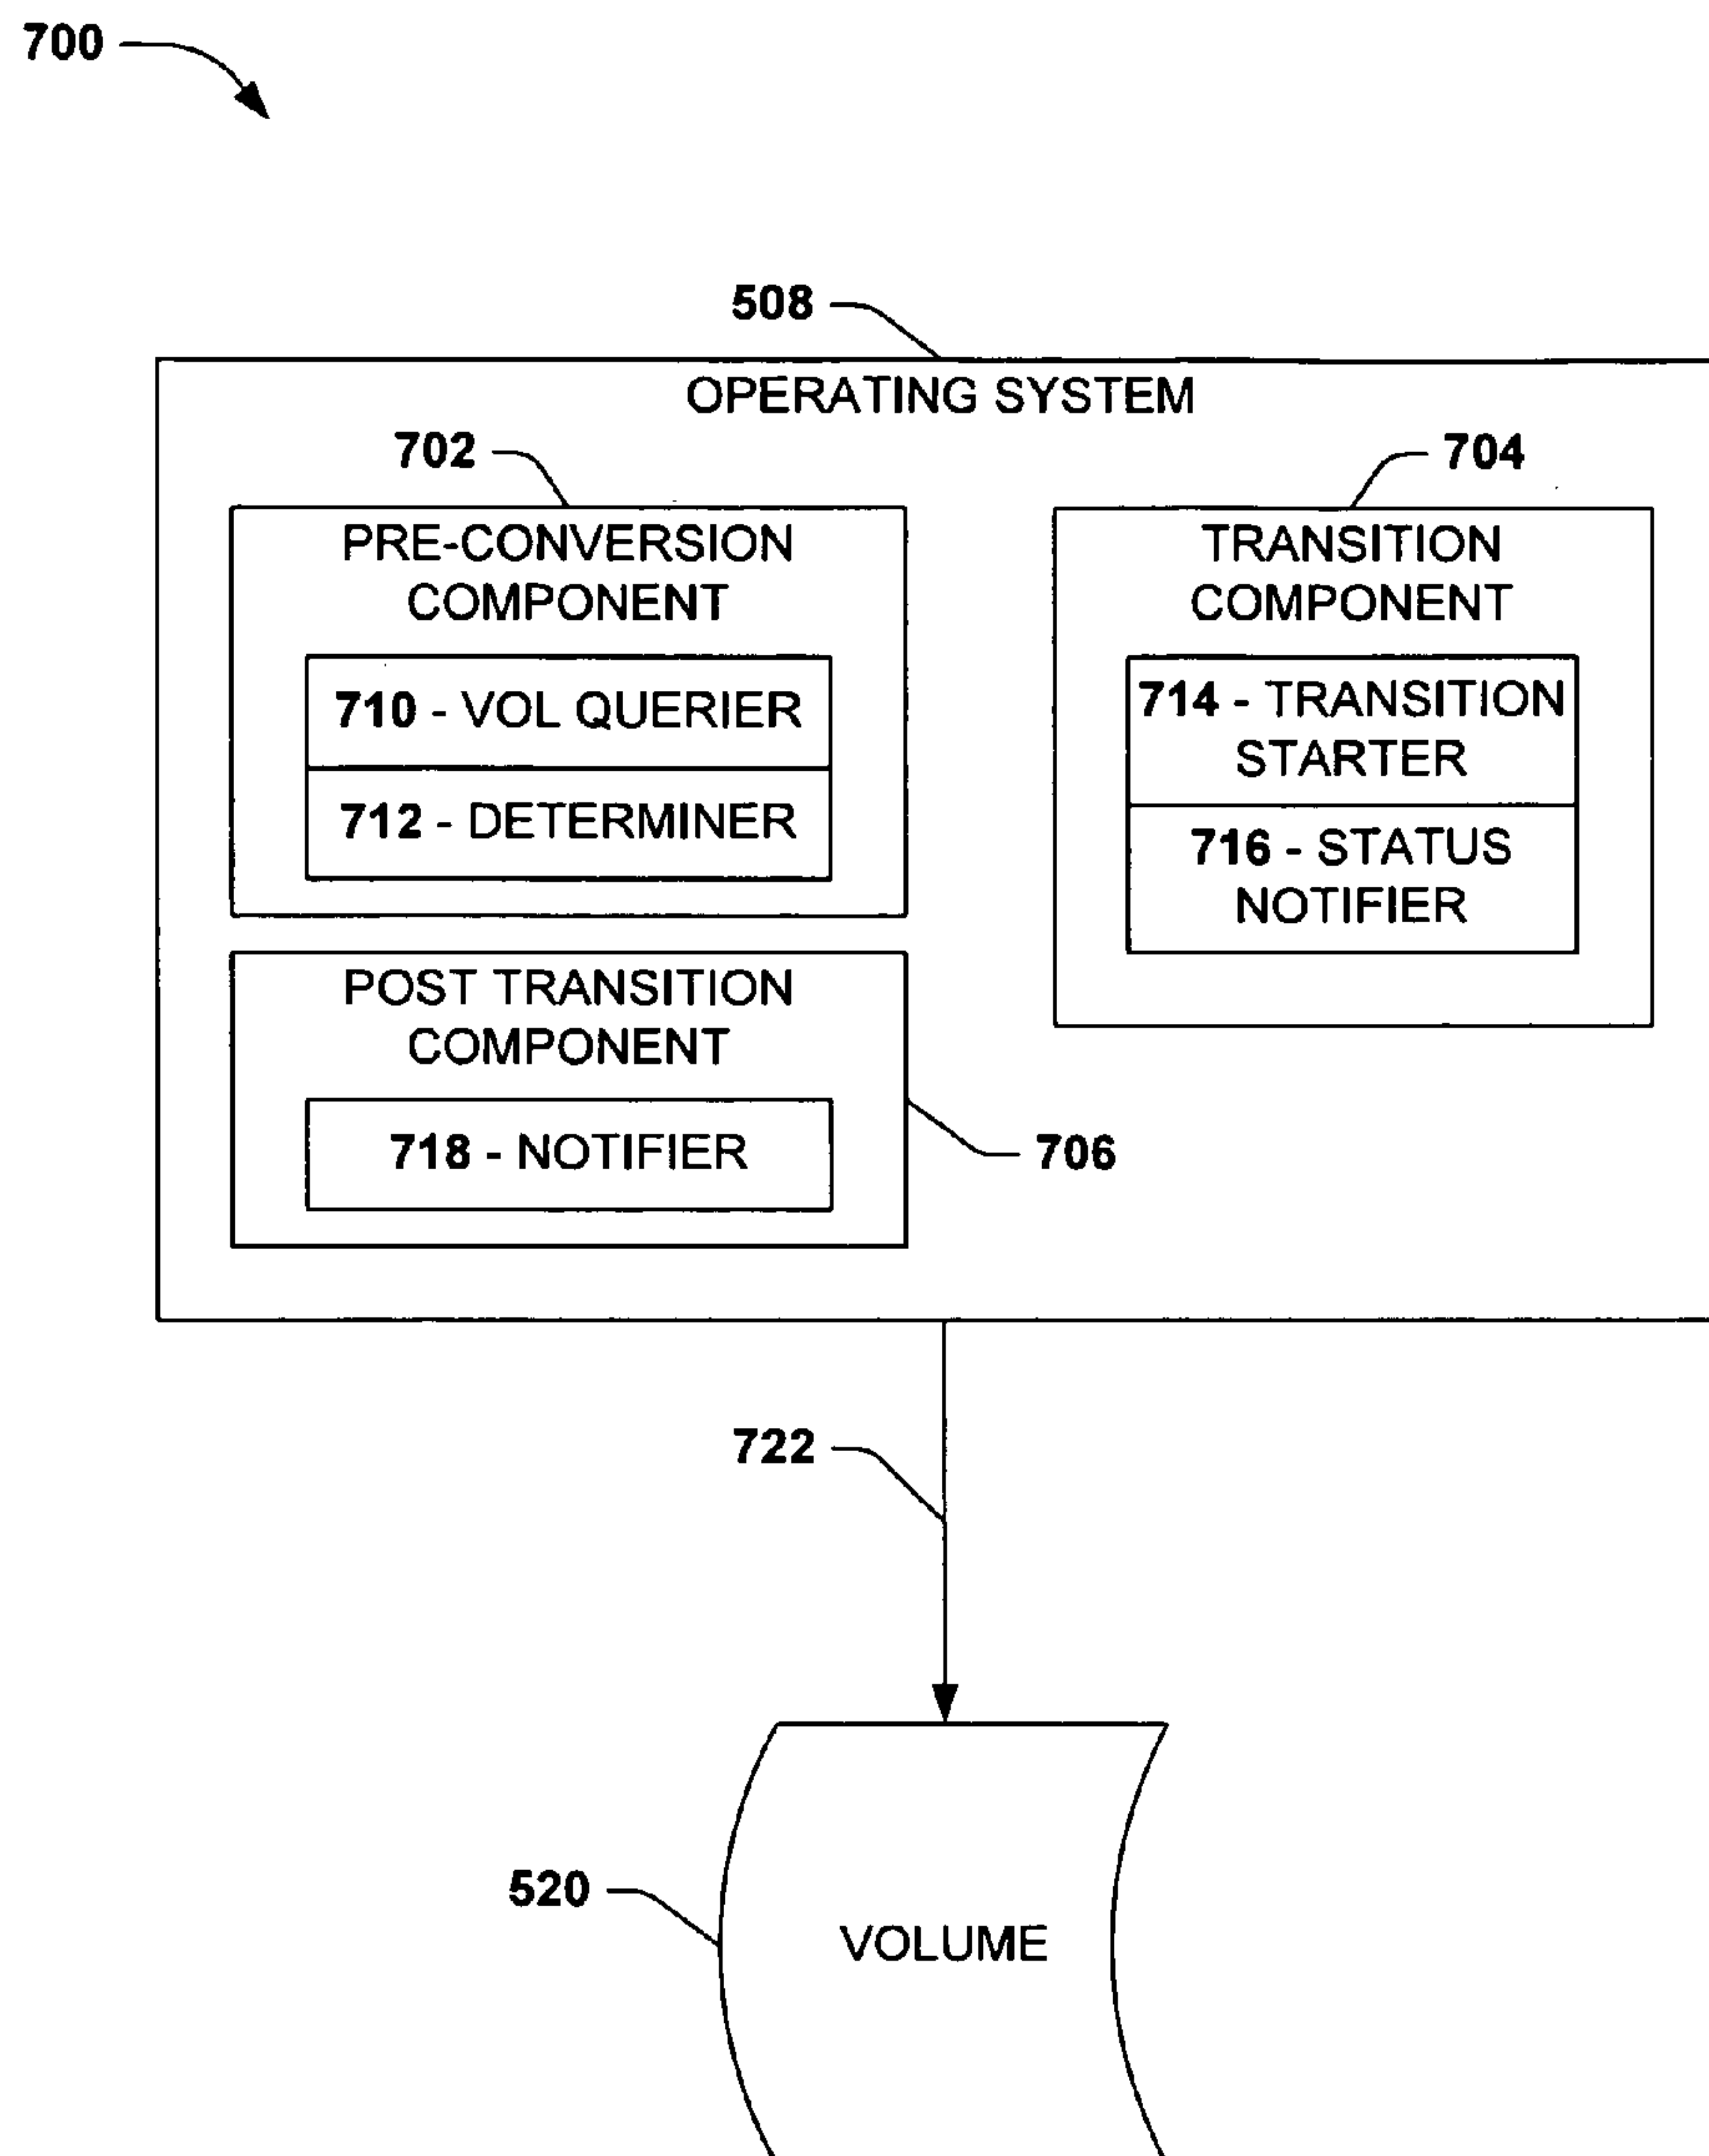 700
508
OPERATING SYSTEM
702
704
PRE-CONVERSION
COMPONENT
710 - VOL QUERIER
712 - DETERMINER
TRANSITION
COMPONENT
714 - TRANSITION
STARTER
716 - STATUS
NOTIFIER
POST TRANSITION
COMPONENT
718 - NOTIFIER
706
722
520
VOLUME